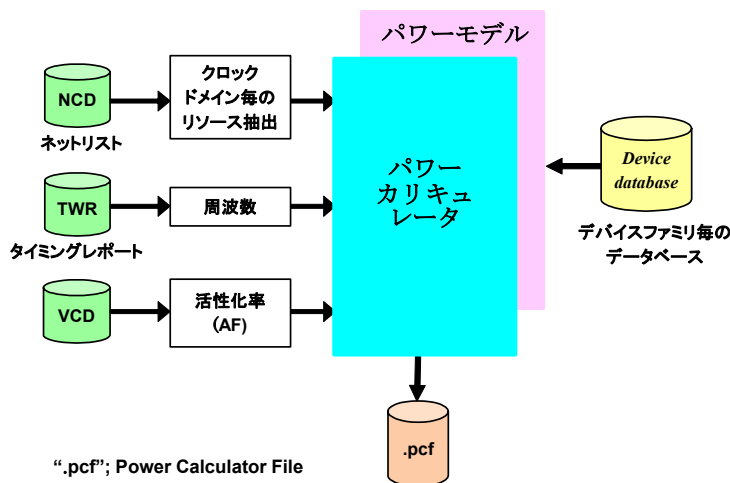 パワーモデル
NCD
ネットリスト
クロック
ドメイン毎の
リソース抽出
TWR
タイミングレポート
周波数
VCD
活性化率
（AF)
パワー
カリキュ
レータ
Device
database
デバイスファミリ毎の
データベース
.pcf
“.pcf”; Power Calculator File